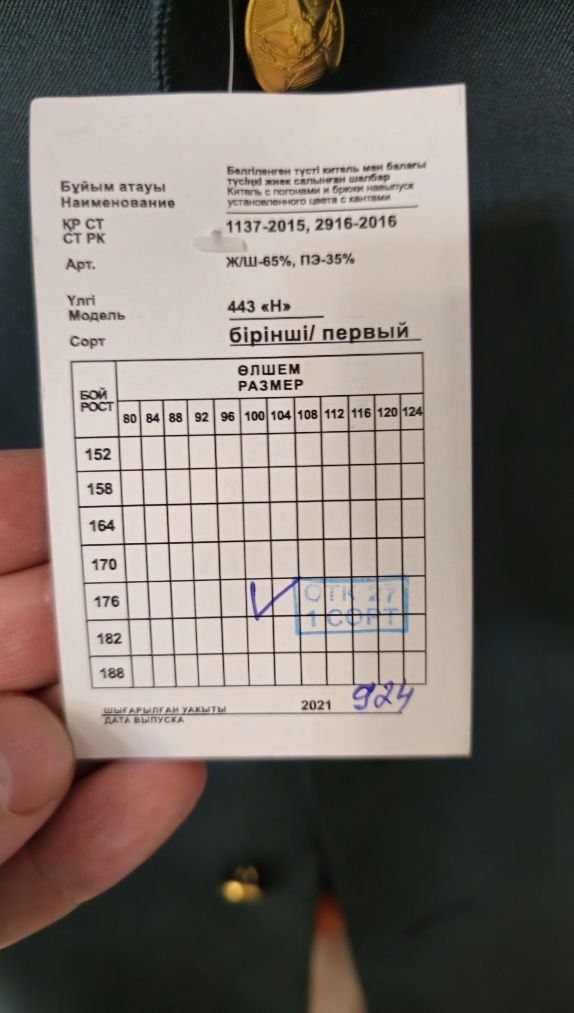 Бұйым атауы
Наименование
Белгіленген түсті китель мен балағы
түсіңкі жиек салынған шалбар
Китель с погонами и брюки навыпуск
установленного цвета с кантами
ҚР СТ
СТ РК
1137-2015, 2916-2016
Арт.
Ж/Ш-65%, ПЭ-35%
Үлгі
Модель
443 «Н»
Сорт
бірінші/ первый
БОЙ
РОСТ
ӨЛШЕМ
РАЗМЕР
80 84 88 92 96 100 104 108 112 116 120 124
152
158
164
170
176
СТК 27
1 СОРТ
182
188
ШЫҒАРЫЛҒАН УАҚЫТЫ
ДАТА ВЫПУСКА
2021
924